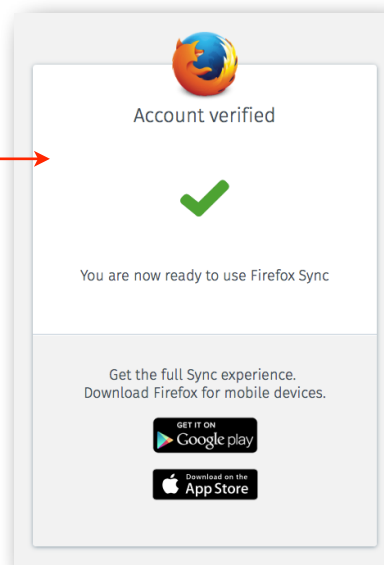 Account verified
You are now ready to use Firefox Sync
Get the full Sync experience.
Download Firefox for mobile devices.
GET IT ON
Google play
Download on the
App Store